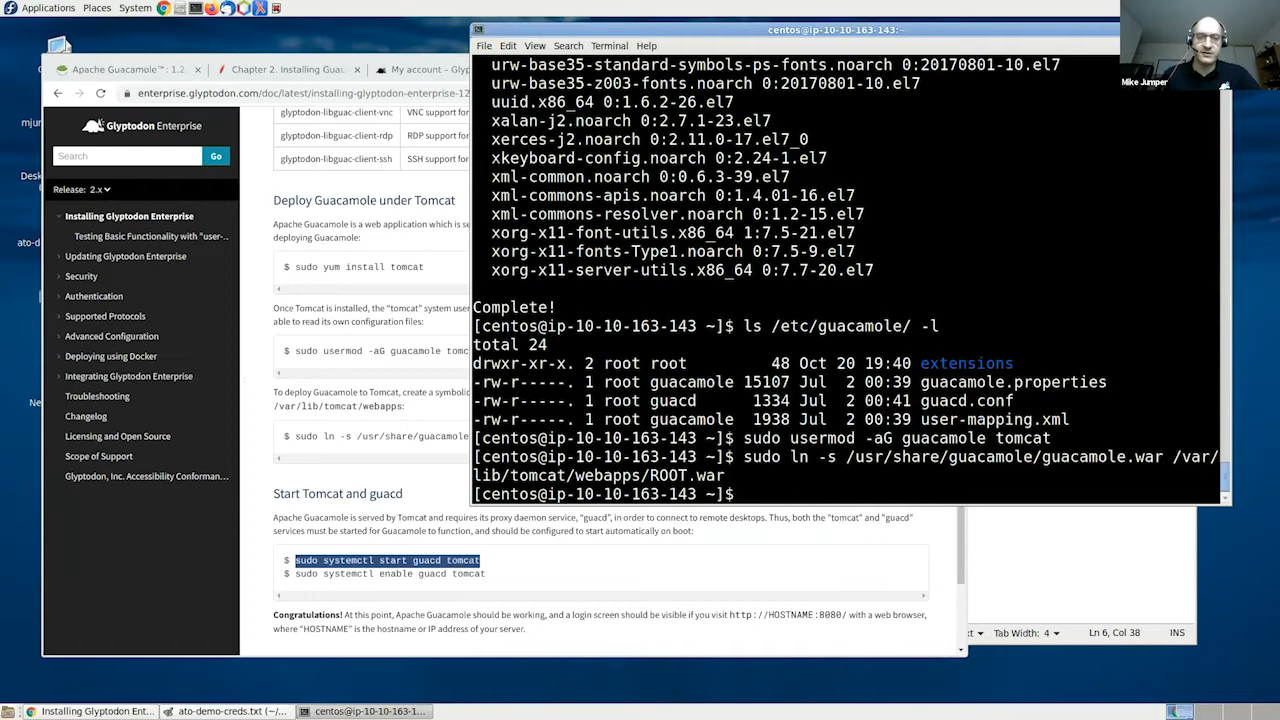 Applications Places System
centos@ip-10-10-163-143:~
File Edit View Search Terminal Help
Mike Jumper
Apache Guacamole™: 1.2
Chapter 2. Installing Guac
My account - Glyp
enterprise.glyptodon.com/doc/latest/installing-glyptodon-enterprise-12
Glyptodon Enterprise
Search
Go
Release: 2.x
Installing Glyptodon Enterprise
Testing Basic Functionality with "user-..
Updating Glyptodon Enterprise
Security
Authentication
Supported Protocols
Advanced Configuration
Deploying using Docker
Integrating Glyptodon Enterprise
Troubleshooting
Changelog
Licensing and Open Source
Scope of Support
Glyptodon, Inc. Accessibility Conforman...
glyptodon-libguac-client-vnc VNC support for
glyptodon-libguac-client-rdp RDP support for
glyptodon-libguac-client-ssh SSH support for
Deploy Guacamole under Tomcat
Apache Guacamole is a web application which is se
deploying Guacamole:
$ sudo yum install tomcat
Once Tomcat is installed, the "tomcat" system user
able to read its own configuration files:
$ sudo usermod -aG guacamole tomc
To deploy Guacamole to Tomcat, create a symbolic
/var/lib/tomcat/webapps:
$ sudo ln -s /usr/share/guacamole
Start Tomcat and guacd
Apache Guacamole is served by Tomcat and requires its proxy daemon service, "guacd", in order to connect to remote desktops. Thus, both the "tomcat" and "guacd"
services must be started for Guacamole to function, and should be configured to start automatically on boot:
$ sudo systemctl start guacd tomcat
$ sudo systemctl enable guacd tomcat
Congratulations! At this point, Apache Guacamole should be working, and a login screen should be visible if you visit http://HOSTNAME:8080/ with a web browser,
where "HOSTNAME" is the hostname or IP address of your server.
urw-base35-standard-symbols-ps-fonts.noarch 0:20170801-10.el7
urw-base35-z003-fonts.noarch 0:20170801-10.el7
uuid.x86_64 0:1.6.2-26.el7
xalan-j2.noarch 0:2.7.1-23.el7
xerces-j2.noarch 0:2.11.0-17.el7_0
xkeyboard-config.noarch 0:2.24-1.el7
xml-common.noarch 0:0.6.3-39.el7
xml-commons-apis.noarch 0:1.4.01-16.el7
xml-commons-resolver.noarch 0:1.2-15.el7
xorg-x11-font-utils.x86_64 1:7.5-21.el7
xorg-x11-fonts-Type1.noarch 0:7.5-9.el7
xorg-x11-server-utils.x86_64 0:7.7-20.el7
Complete!
[centos@ip-10-10-163-143 ~]$ ls /etc/guacamole/ -l
total 24
drwxr-xr-x. 2 root root 48 Oct 20 19:40 extensions
-rw-r-----. 1 root guacamole 15107 Jul 2 00:39 guacamole.properties
-rw-r-----. 1 root guacd 1334 Jul 2 00:41 guacd.conf
-rw-r-----. 1 root guacamole 1938 Jul 2 00:39 user-mapping.xml
[centos@ip-10-10-163-143 ~]$ sudo usermod -aG guacamole tomcat
[centos@ip-10-10-163-143 ~]$ sudo ln -s /usr/share/guacamole/guacamole.war /var/
lib/tomcat/webapps/ROOT.war
[centos@ip-10-10-163-143 ~]$
Tab Width: 4 Ln 6, Col 38 INS
Installing Glyptodon Ent... ato-demo-creds.txt (~/... centos@ip-10-10-163-1...